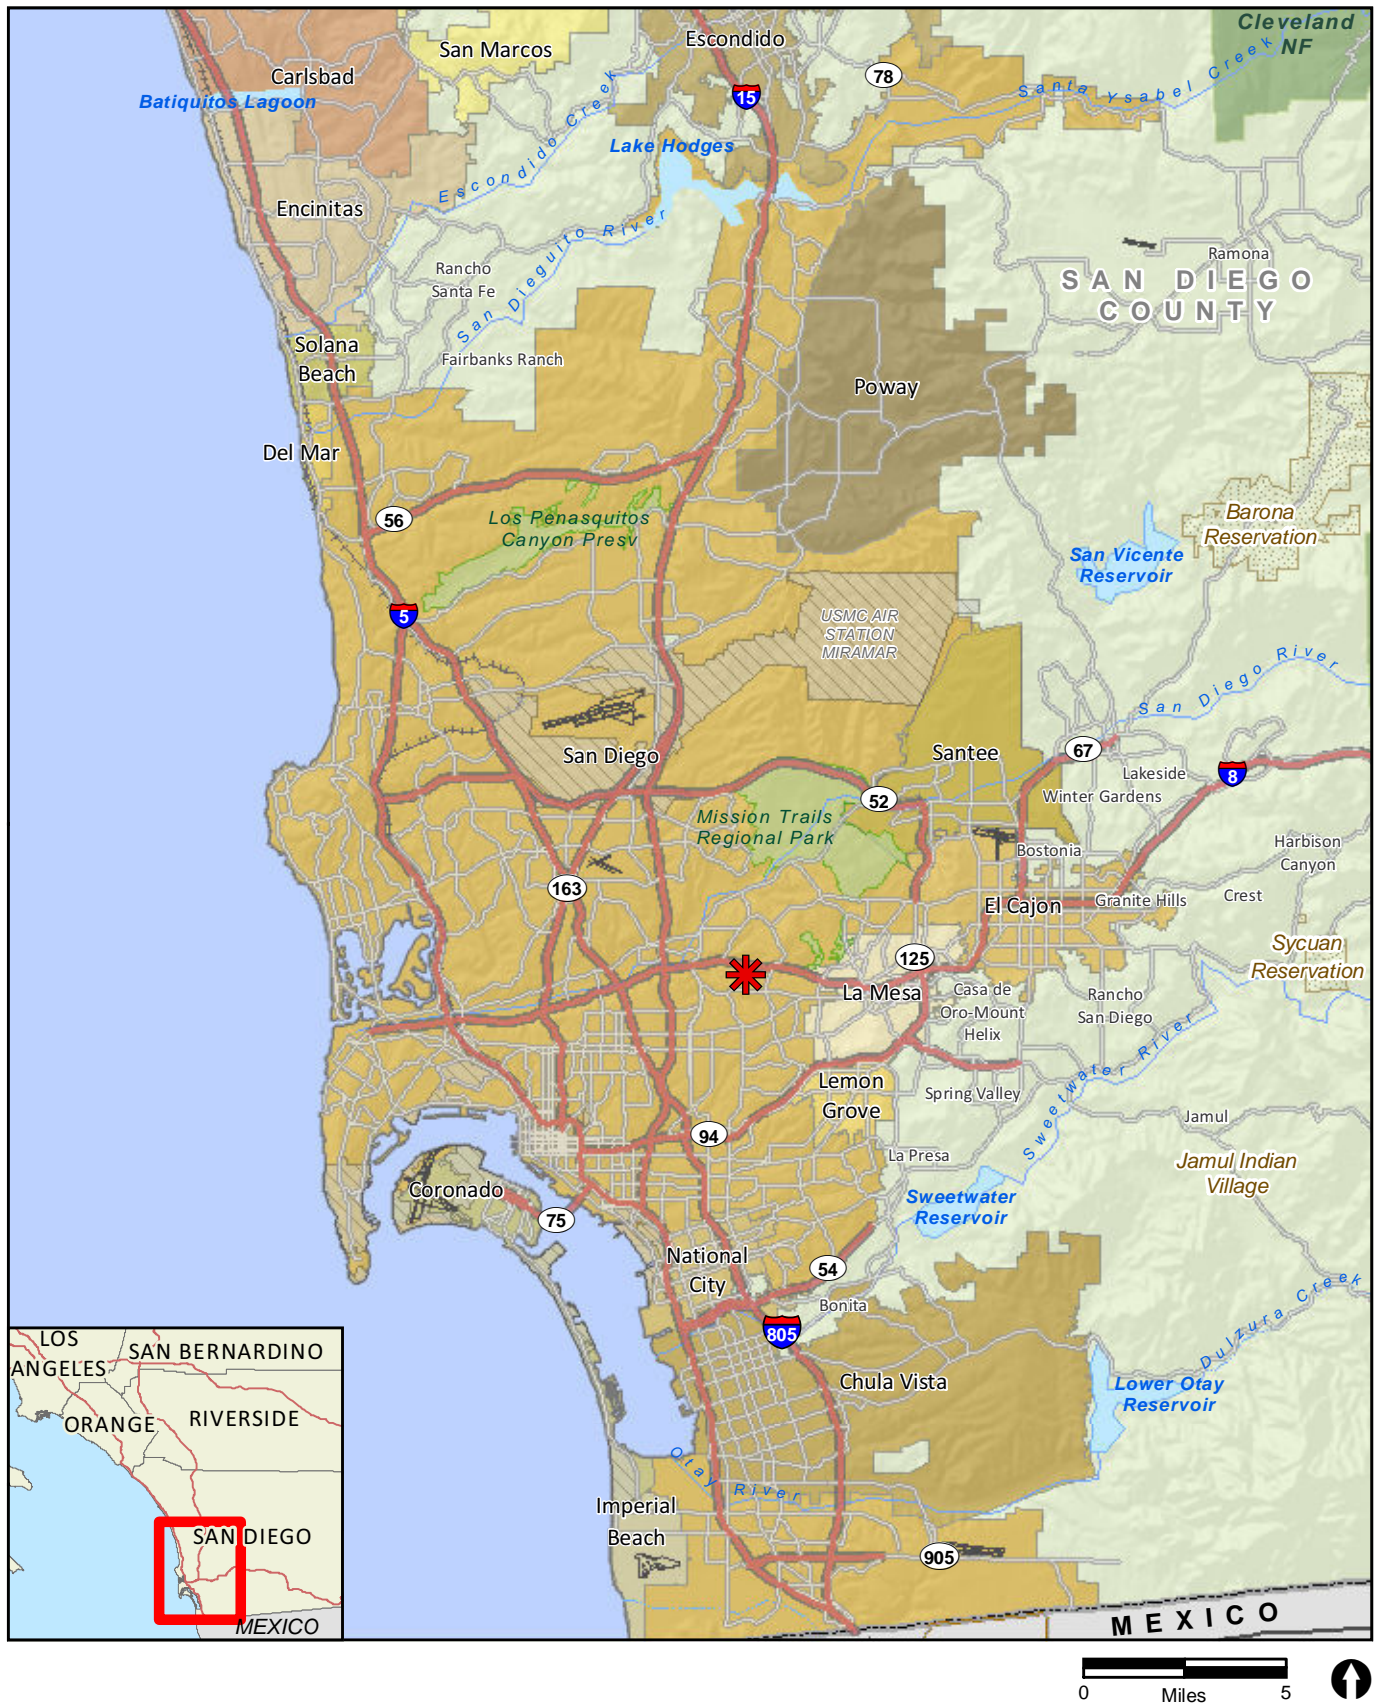 Cleveland
NF
Escondido
San Marcos
Carlsbad
78
15
Santa Ysabel Creek
Batiquitos Lagoon
Escondido Creek
Lake Hodges
Encinitas
San Dieguito River
Rancho
Santa Fe
Ramona
SAN DIEGO
COUNTY
Solana
Beach
Fairbanks Ranch
Poway
Del Mar
56
Los Penasquitos
Canyon Presv
Barona
Reservation
San Vicente
Reservoir
5
USMC AIR
STATION
MIRAMAR
San Diego River
San Diego
Santee
67
Lakeside
8
Winter Gardens
52
Mission Trails
Regional Park
Bostonia
Harbison
Canyon
163
El Cajon
Granite Hills
Crest
125
Sycuan
Reservation
La Mesa
Casa de
Oro-Mount
Helix
Rancho
San Diego
Sweetwater River
Lemon
Grove
Spring Valley
Jamul
94
La Presa
Jamul Indian
Village
Coronado
75
Sweetwater
Reservoir
National
City
54
Bonita
805
Dulzura Creek
Chula Vista
Lower Otay
Reservoir
Otay River
Imperial
Beach
905
MEXICO
LOS
ANGELES
SAN BERNARDINO
ORANGE
RIVERSIDE
SAN DIEGO
MEXICO
0 Miles 5